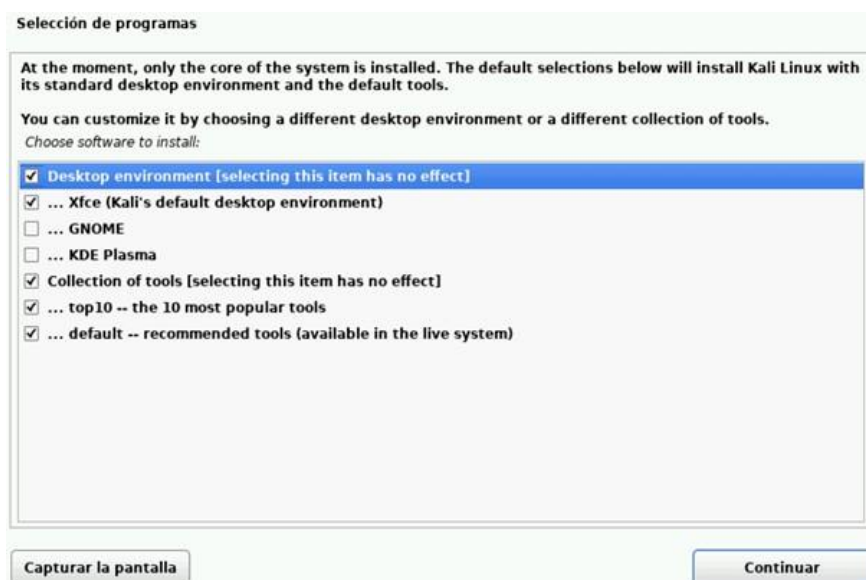 Selección de programas
At the moment, only the core of the system is installed. The default selections below will install Kali Linux with
its standard desktop environment and the default tools.
You can customize it by choosing a different desktop environment or a different collection of tools.
Choose software to install:
Desktop environment [selecting this item has no effect]
... Xfce (Kali's default desktop environment)
... GNOME
... KDE Plasma
Collection of tools [selecting this item has no effect]
... top10 -- the 10 most popular tools
... default -- recommended tools (available in the live system)
Capturar la pantalla
Continuar